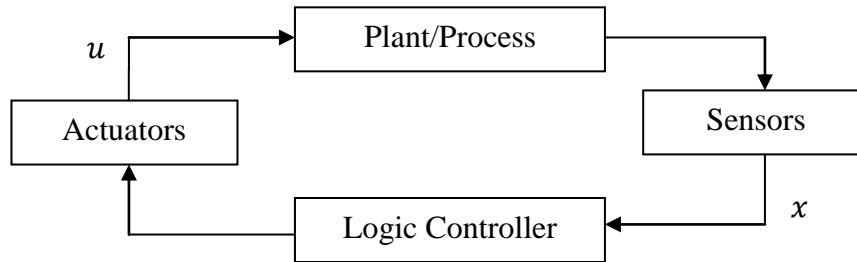 Plant/Process
u
Actuators
Sensors
x
Logic Controller